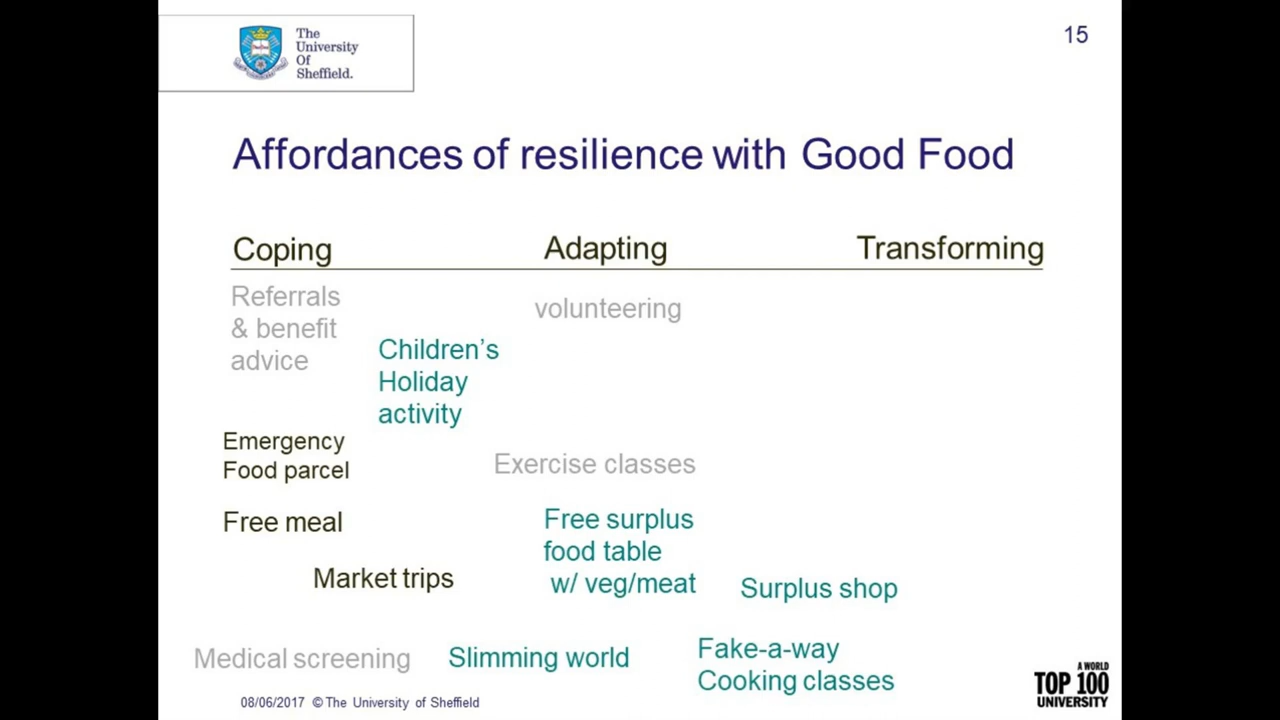 The
University
Of
Sheffield.
15
Affordances of resilience with Good Food
Coping Adapting Transforming
Referrals
& benefit
advice
volunteering
Children's
Holiday
activity
Emergency
Food parcel
Exercise classes
Free meal
Free surplus
food table
w/ veg/meat
Market trips
Surplus shop
Medical screening
Slimming world
Fake-a-way
Cooking classes
08/06/2017 © The University of Sheffield
A WORLD
TOP 100
UNIVERSITY